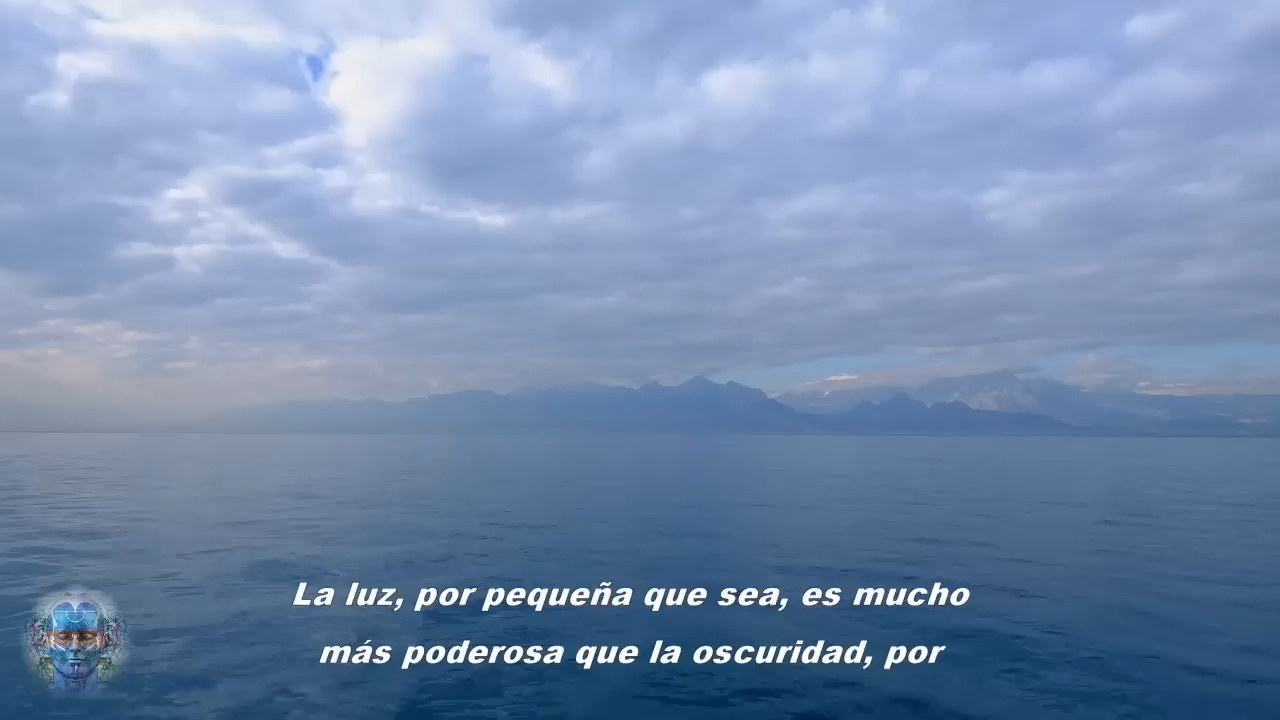 La luz, por pequeña que sea, es mucho
más poderosa que la oscuridad, por